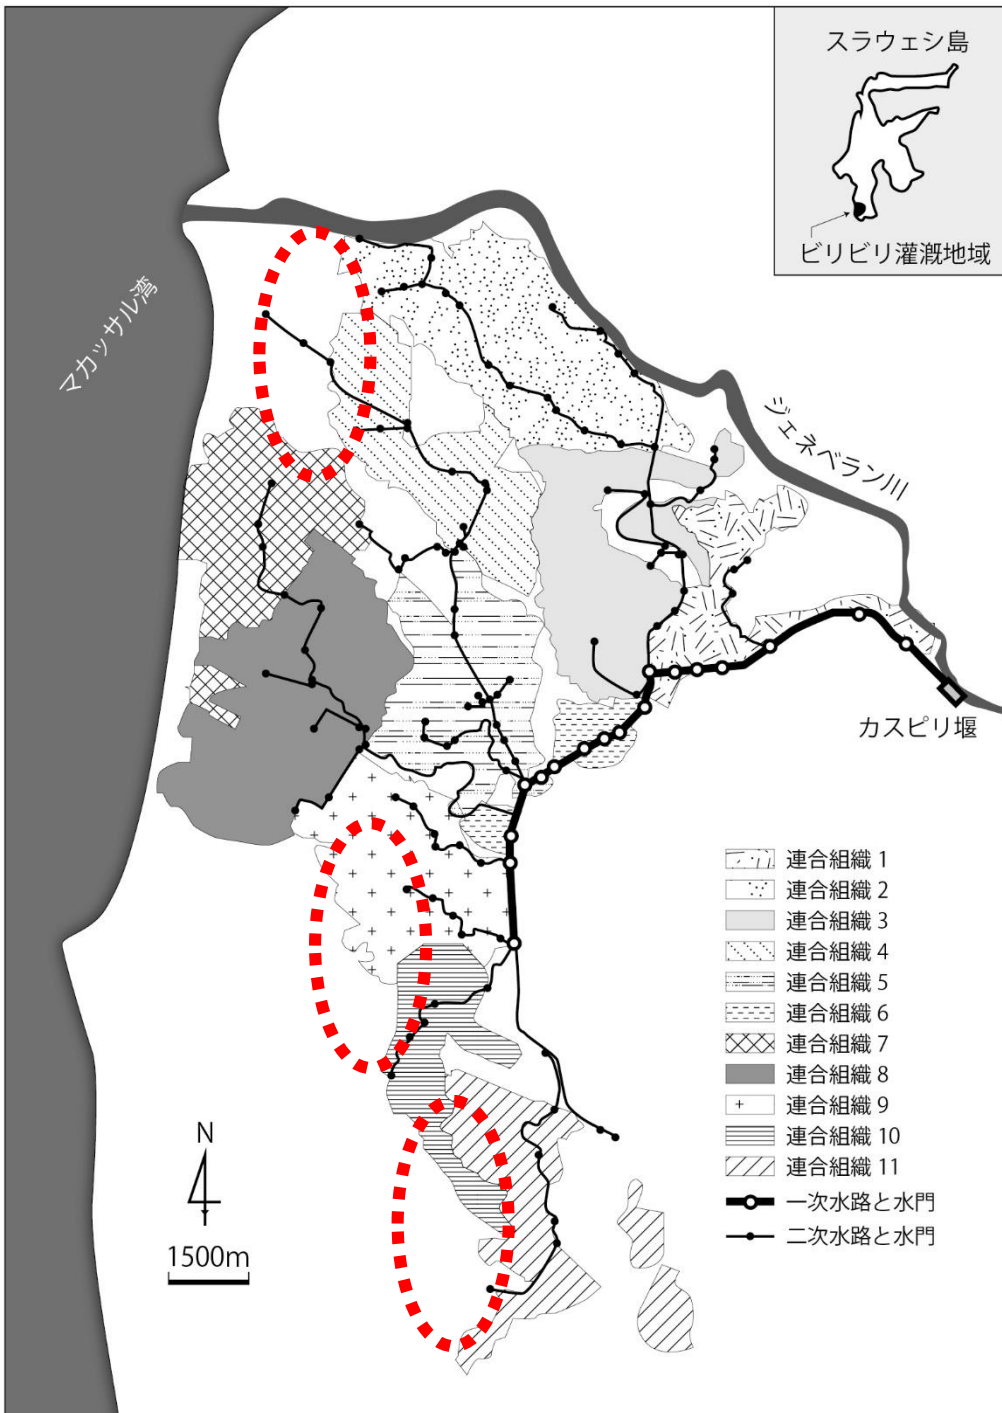 スラウェシ島
ビリビリ灌漑地域
マカッサル湾
ジェネベラン川
カスピリ堰
連合組織 1
連合組織 2
連合組織 3
連合組織 4
連合組織 5
連合組織 6
連合組織 7
連合組織 8
連合組織 9
連合組織 10
連合組織 11
一次水路と水門
二次水路と水門
N
1500m